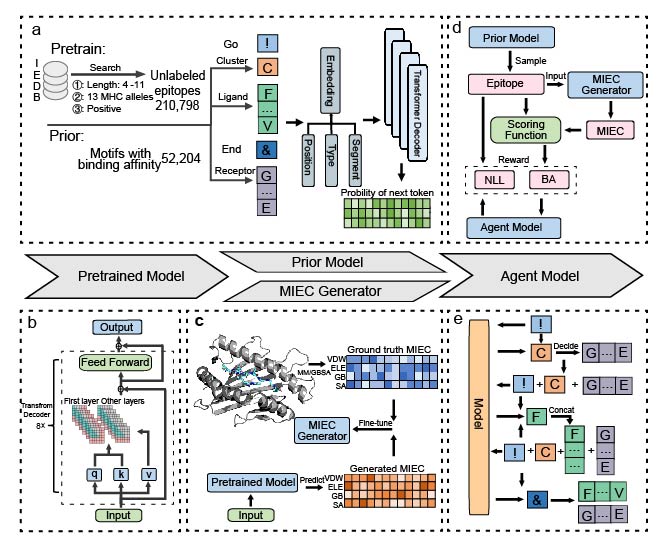 a
Pretrain:
I
E
D
B
Search
①: Length: 4 -11
②: 13 MHC alleles
③: Positive
Unlabeled
epitopes
210,798
Prior:
Motifs with
binding affinity
52,204
Go
!
Cluster
C
Ligand
F
...
V
End
&
Receptor
G
...
E
Embedding
Position
Type
Segment
Transformer Decoder
Probility of next token
d
Prior Model
Sample
Epitope
Input
MIEC
Generator
Scoring
Function
MIEC
Reward
NLL
BA
Agent Model
Pretrained Model
Prior Model
MIEC Generator
Agent Model
b
Output
Feed Forward
Transfrom
Decoder
8X
First layer Other layers
q
k
v
Input
c
MM/GBSA
Ground truth MIEC
VDW
ELE
GB
SA
MIEC
Generator
Fine-tune
Pretrained Model
Predict
Input
Generated MIEC
VDW
ELE
GB
SA
e
Model
!
C
Decide
G...E
! + C + G...E
F
Concat
! + C +
F
...
...
+
G
...
E
&
F...V
G...E